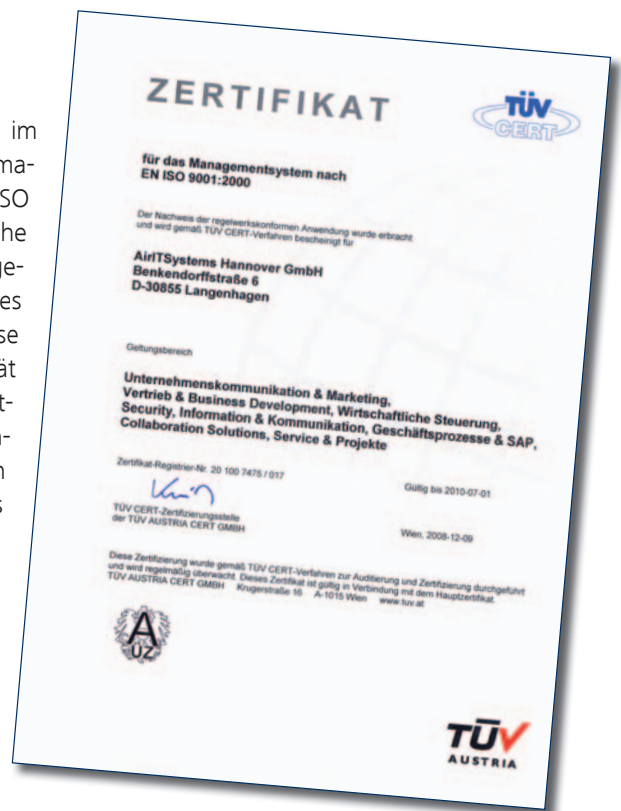 im
ma-
ISO
che
ge-
es
se
ät
t-
n-
n
s
ZERTIFIKAT
TÜV
CERT
für das Managementsystem nach
EN ISO 9001:2000
Der Nachweis der regelwerkskonformen Anwendung wurde erbracht
und wird gemäß TÜV CERT-Verfahren bescheinigt für
AirITSystems Hannover GmbH
Benkendorffstraße 6
D-30855 Langenhagen
Geltungsbereich
Unternehmenskommunikation & Marketing,
Vertrieb & Business Development, Wirtschaftliche Steuerung,
Security, Information & Kommunikation, Geschäftsprozesse & SAP,
Collaboration Solutions, Service & Projekte
Zertifikat-Registrier-Nr. 20 100 7475 / 017
Gültig bis 2010-07-01
TÜV CERT-Zertifizierungsstelle
der TÜV AUSTRIA CERT GMBH
Wien, 2008-12-09
Diese Zertifizierung wurde gemäß TÜV CERT-Verfahren zur Auditierung und Zertifizierung durchgeführt
und wird regelmäßig überwacht. Dieses Zertifikat ist gültig in Verbindung mit dem Hauptzertifikat.
TÜV AUSTRIA CERT GMBH Krugerstraße 16 A-1015 Wien www.tuv.at
A
ÜZ
TÜV
AUSTRIA